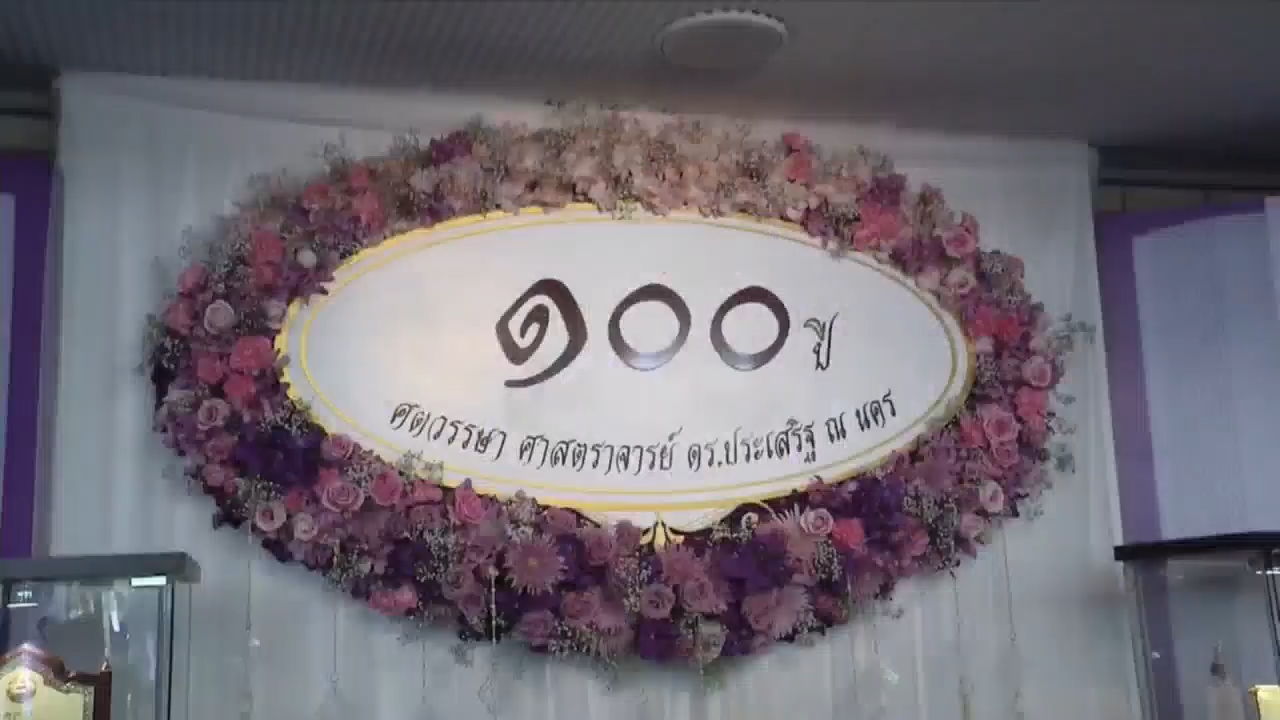 ๑๐๐ ปี
ศตวรรษา ศาสตราจารย์ ดร.ประเสริฐ ณ นคร